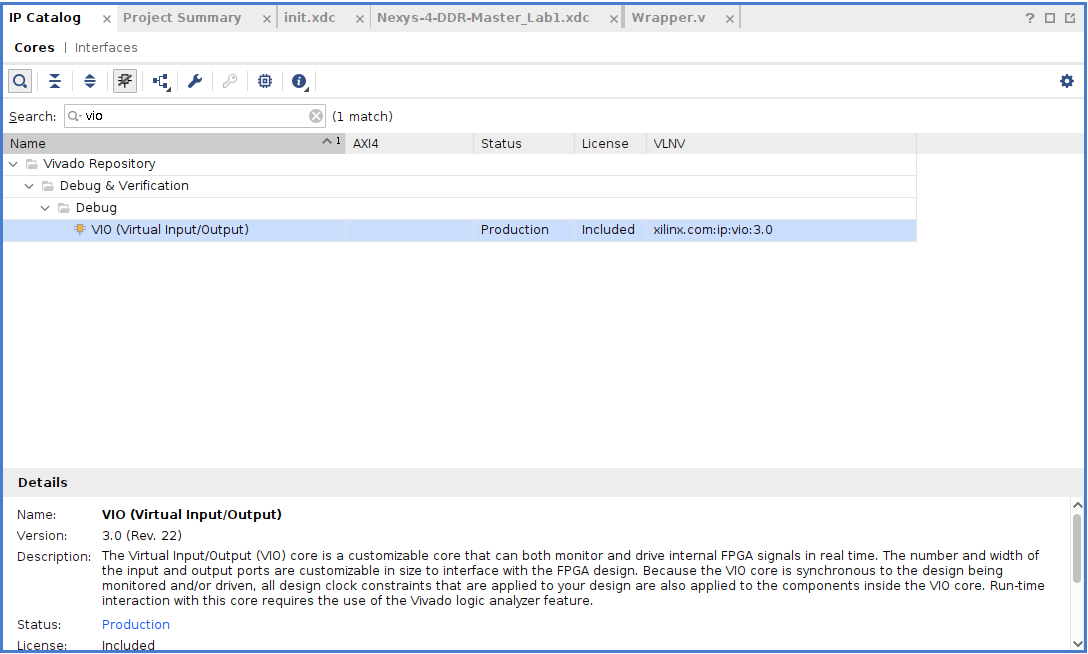 IP Catalog × Project Summary × init.xdc × Nexys-4-DDR-Master_Lab1.xdc × Wrapper.v × ?
Cores | Interfaces
Search: vio (1 match)
Name 1 AXI4 Status License VLNV
Vivado Repository
Debug & Verification
Debug
VIO (Virtual Input/Output) Production Included xilinx.com:ip:vio:3.0
Details
Name: VIO (Virtual Input/Output)
Version: 3.0 (Rev. 22)
Description: The Virtual Input/Output (VIO) core is a customizable core that can both monitor and drive internal FPGA signals in real time. The number and width of
the input and output ports are customizable in size to interface with the FPGA design. Because the VIO core is synchronous to the design being
monitored and/or driven, all design clock constraints that are applied to your design are also applied to the components inside the VIO core. Run-time
interaction with this core requires the use of the Vivado logic analyzer feature.
Status: Production
License: Included